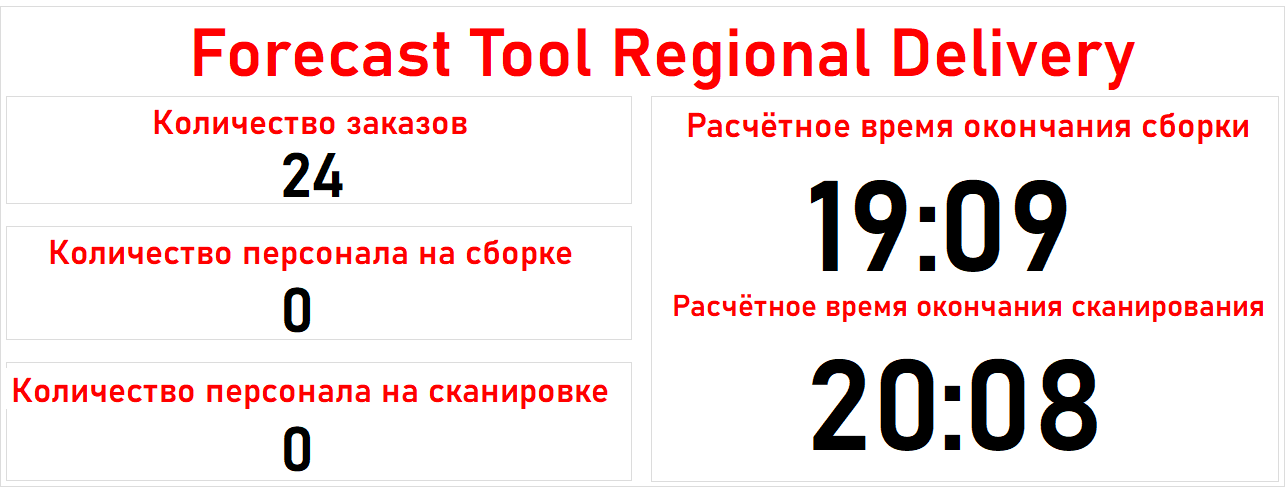 Forecast Tool Regional Delivery
Количество заказов
24
Количество персонала на сборке
0
Количество персонала на сканировке
0
Расчётное время окончания сборки
19:09
Расчётное время окончания сканирования
20:08